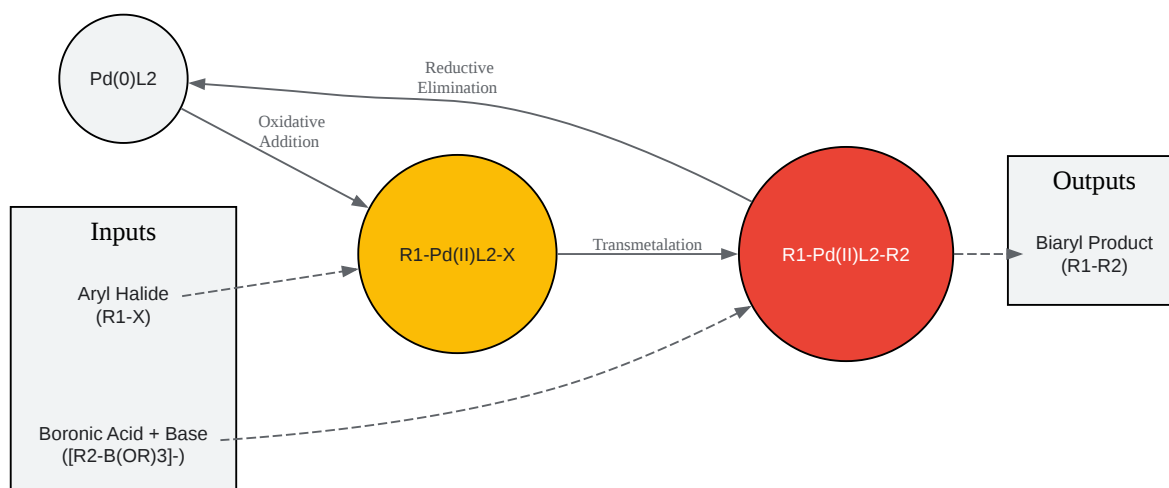 Pd(0)L2
Reductive
Elimination
Oxidative
Addition
Inputs
Aryl Halide
(R1-X)
Boronic Acid + Base
([R2-B(OR)3]-)
R1-Pd(II)L2-X
Transmetalation
R1-Pd(II)L2-R2
Outputs
Biaryl Product
(R1-R2)